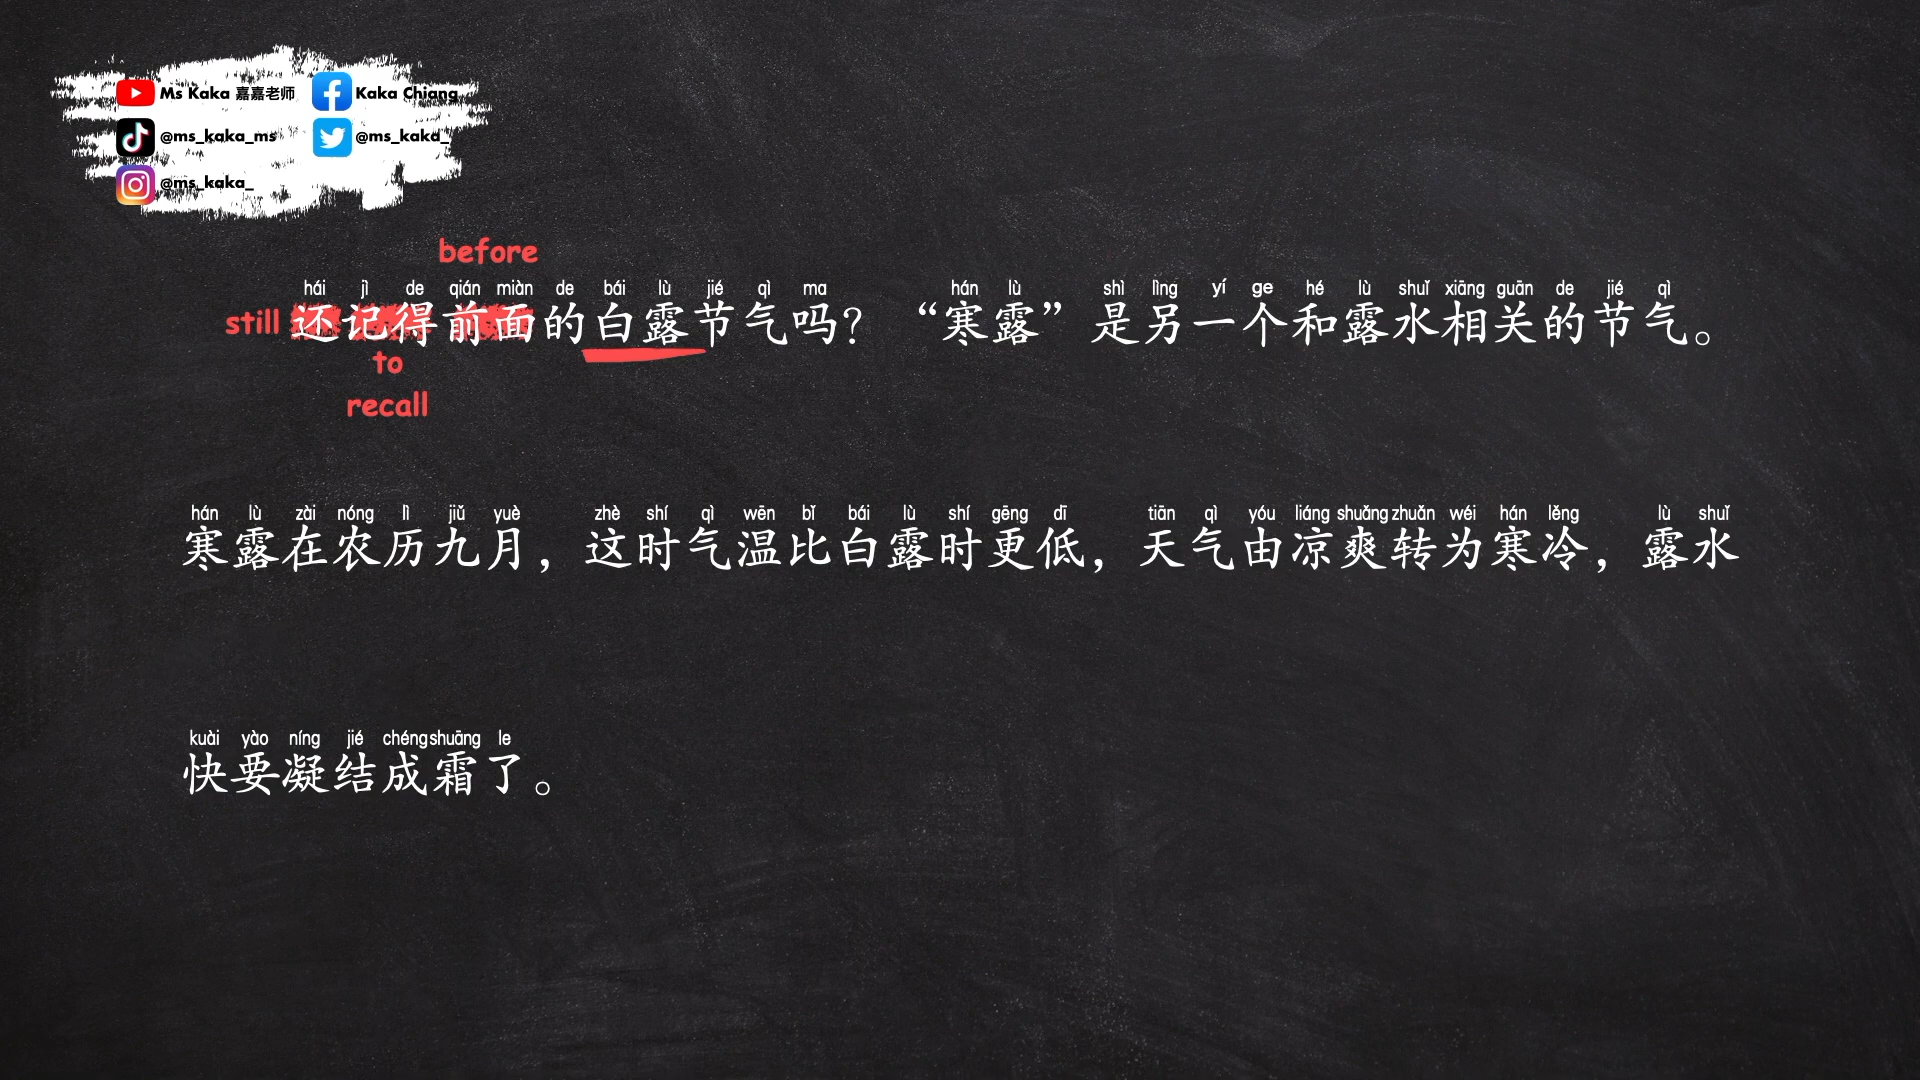 Ms Kaka 嘉嘉老师 Kaka Chiang
@ms_kaka_ms @ms_kaka_
@ms_kaka_
before
hái jì de qián miàn de bái lù jié qì ma hán lù shì lìng yí ge hé lù shuǐ xiāng guān de jié qì
still 还记得前面的白露节气吗？“寒露”是另一个和露水相关的节气。
to
recall
hán lù zài nóng lì jiǔ yuè zhè shí qì wēn bǐ bái lù shí gēng dī tiān qì yóu liáng shuǎng zhuǎn wéi hán lěng lù shuǐ
寒露在农历九月，这时气温比白露时更低，天气由凉爽转为寒冷，露水
kuài yào níng jié chéng shuāng le
快要凝结成霜了。